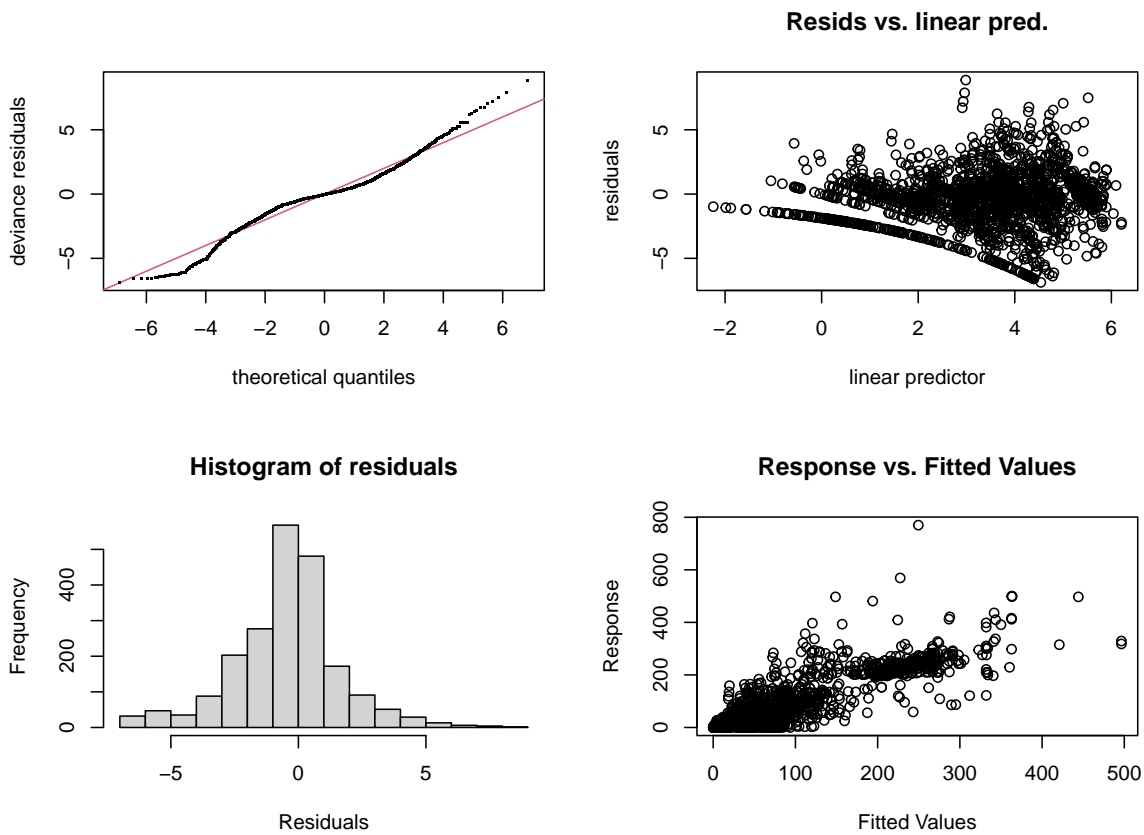 deviance residuals
−5 0 5
−6 −4 −2 0 2 4 6
theoretical quantiles
Resids vs. linear pred.
residuals
−5 0 5
−2 0 2 4 6
linear predictor
Histogram of residuals
Frequency
0 200 400
−5 0 5
Residuals
Response vs. Fitted Values
Response
0 200 400 600 800
0 100 200 300 400 500
Fitted Values